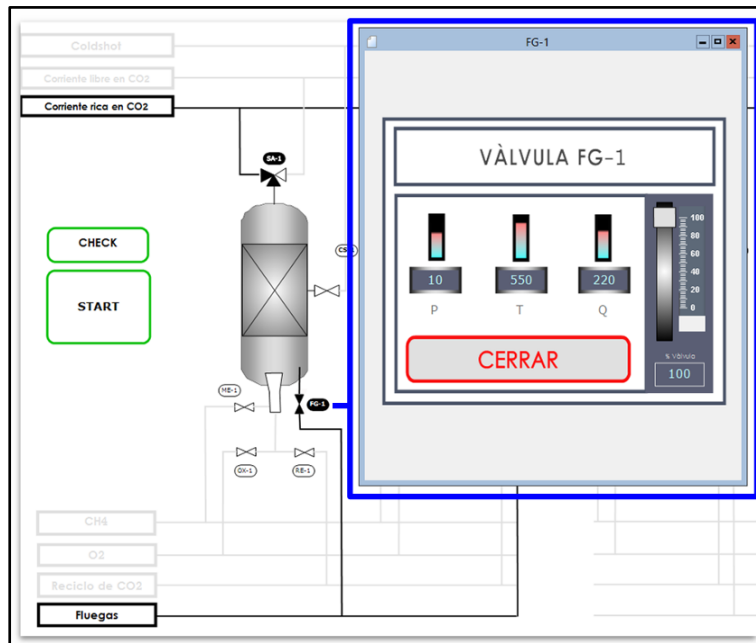 Coldshot
Corriente libre en CO2
Corriente rica en CO2
SA-1
CHECK
START
ME-1
FG-1
OX-1
RE-1
CH4
O2
Reciclo de CO2
Fluegas
FG-1
VÀLVULA FG-1
10
550
220
P
T
Q
CERRAR
100
80
60
40
20
0
% Válvula
100